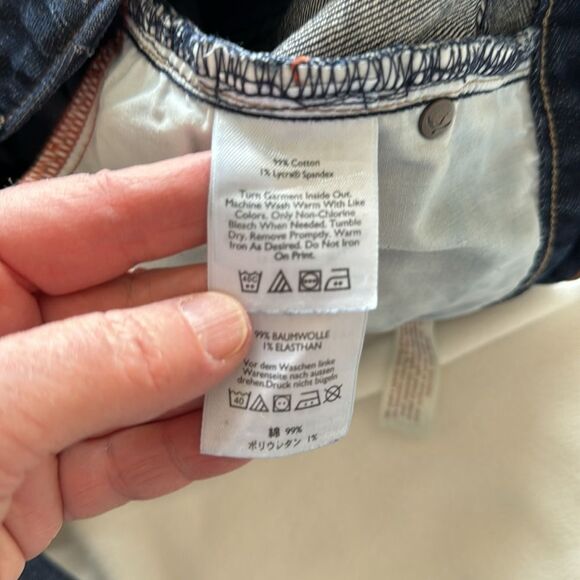 99% Cotton
1% Lycra® Spandex
Turn Garment Inside Out.
Machine Wash Warm With Like
Colors, Only Non-Chlorine
Bleach When Needed. Tumble
Dry, Remove Promptly. Warm
Iron As Desired. Do Not Iron
On Print.
99% BAUMWOLLE
1% ELASTHAN
Vor dem Waschen linke
Warenseite nach aussen
drehen.Druck nicht bügeln
40
綿 99%
ポリウレタン 1%